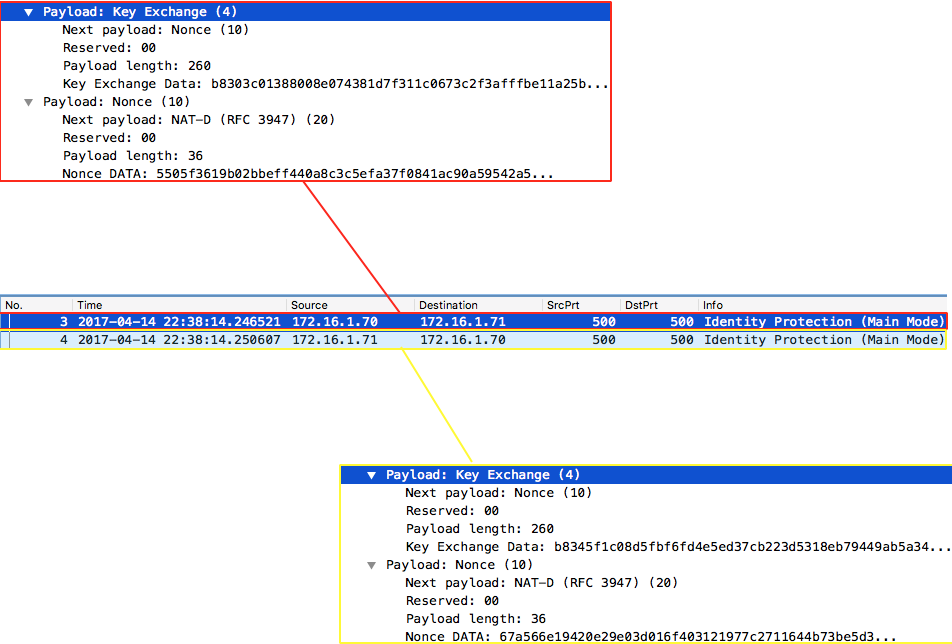 Payload: Key Exchange (4)
Next payload: Nonce (10)
Reserved: 00
Payload length: 260
Key Exchange Data: b8303c01388008e074381d7f311c0673c2f3afffbe11a25b...
Payload: Nonce (10)
Next payload: NAT-D (RFC 3947) (20)
Reserved: 00
Payload length: 36
Nonce DATA: 5505f3619b02bbeff440a8c3c5efa37f0841ac90a59542a5...
No. Time Source Destination SrcPrt DstPrt Info
3 2017-04-14 22:38:14.246521 172.16.1.70 172.16.1.71 500 500 Identity Protection (Main Mode)
4 2017-04-14 22:38:14.250607 172.16.1.71 172.16.1.70 500 500 Identity Protection (Main Mode)
Payload: Key Exchange (4)
Next payload: Nonce (10)
Reserved: 00
Payload length: 260
Key Exchange Data: b8345f1c08d5fbf6fd4e5ed37cb223d5318eb79449ab5a34...
Payload: Nonce (10)
Next payload: NAT-D (RFC 3947) (20)
Reserved: 00
Payload length: 36
Nonce DATA: 67a566e19420e29e03d016f403121977c2711644b73be5d3...